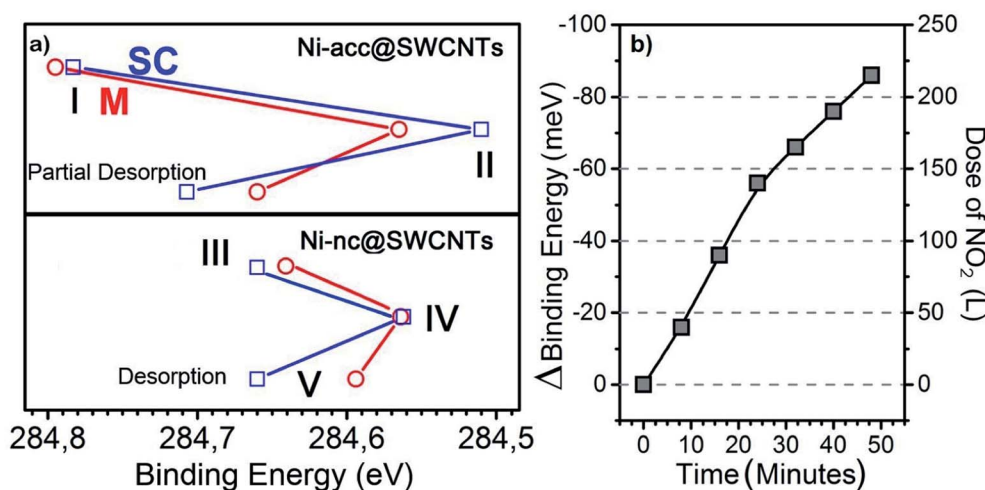 a)
Ni-acc@SWCNTs
SC
I
M
II
Partial Desorption
Ni-nc@SWCNTs
III
IV
Desorption
V
284,8
284,7
284,6
284,5
Binding Energy (eV)
b)
-100
-80
-60
-40
-20
0
Δ Binding Energy (meV)
250
200
150
100
50
0
Dose of NO₂ (L)
0
10
20
30
40
50
Time (Minutes)